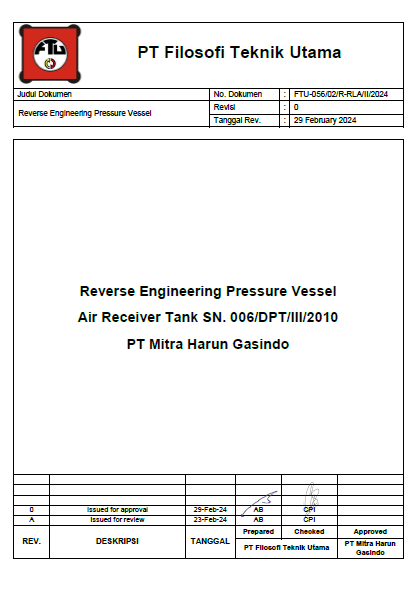 FTU
PT Filosofi Teknik Utama
Judul Dokumen
No. Dokumen : FTU-056/02/R-RLA/II/2024
Reverse Engineering Pressure Vessel
Revisi : 0
Tanggal Rev. : 29 February 2024
Reverse Engineering Pressure Vessel
Air Receiver Tank SN. 006/DPT/III/2010
PT Mitra Harun Gasindo
0 Issued for approval 29-Feb-24 AB CPI
A Issued for review 23-Feb-24 AB CPI
REV. DESKRIPSI TANGGAL Prepared Checked Approved
PT Filosofi Teknik Utama PT Mitra Harun
Gasindo